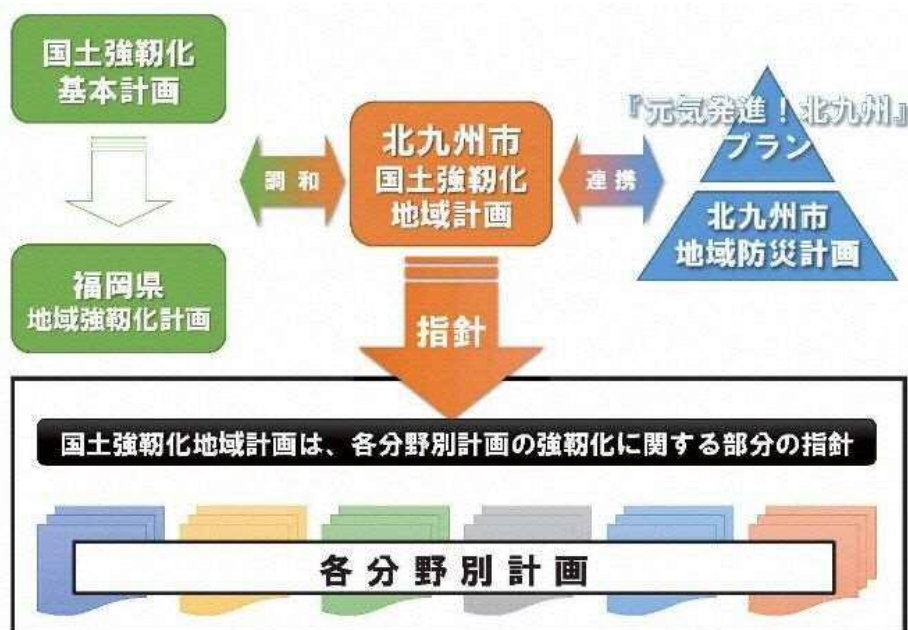 国土強靭化
基本計画
福岡県
地域強靭化計画
調和
北九州市
国土強靭化
地域計画
連携
『元気発進！北九州』
プラン
北九州市
地域防災計画
指針
国土強靭化地域計画は、各分野別計画の強靭化に関する部分の指針
各分野別計画